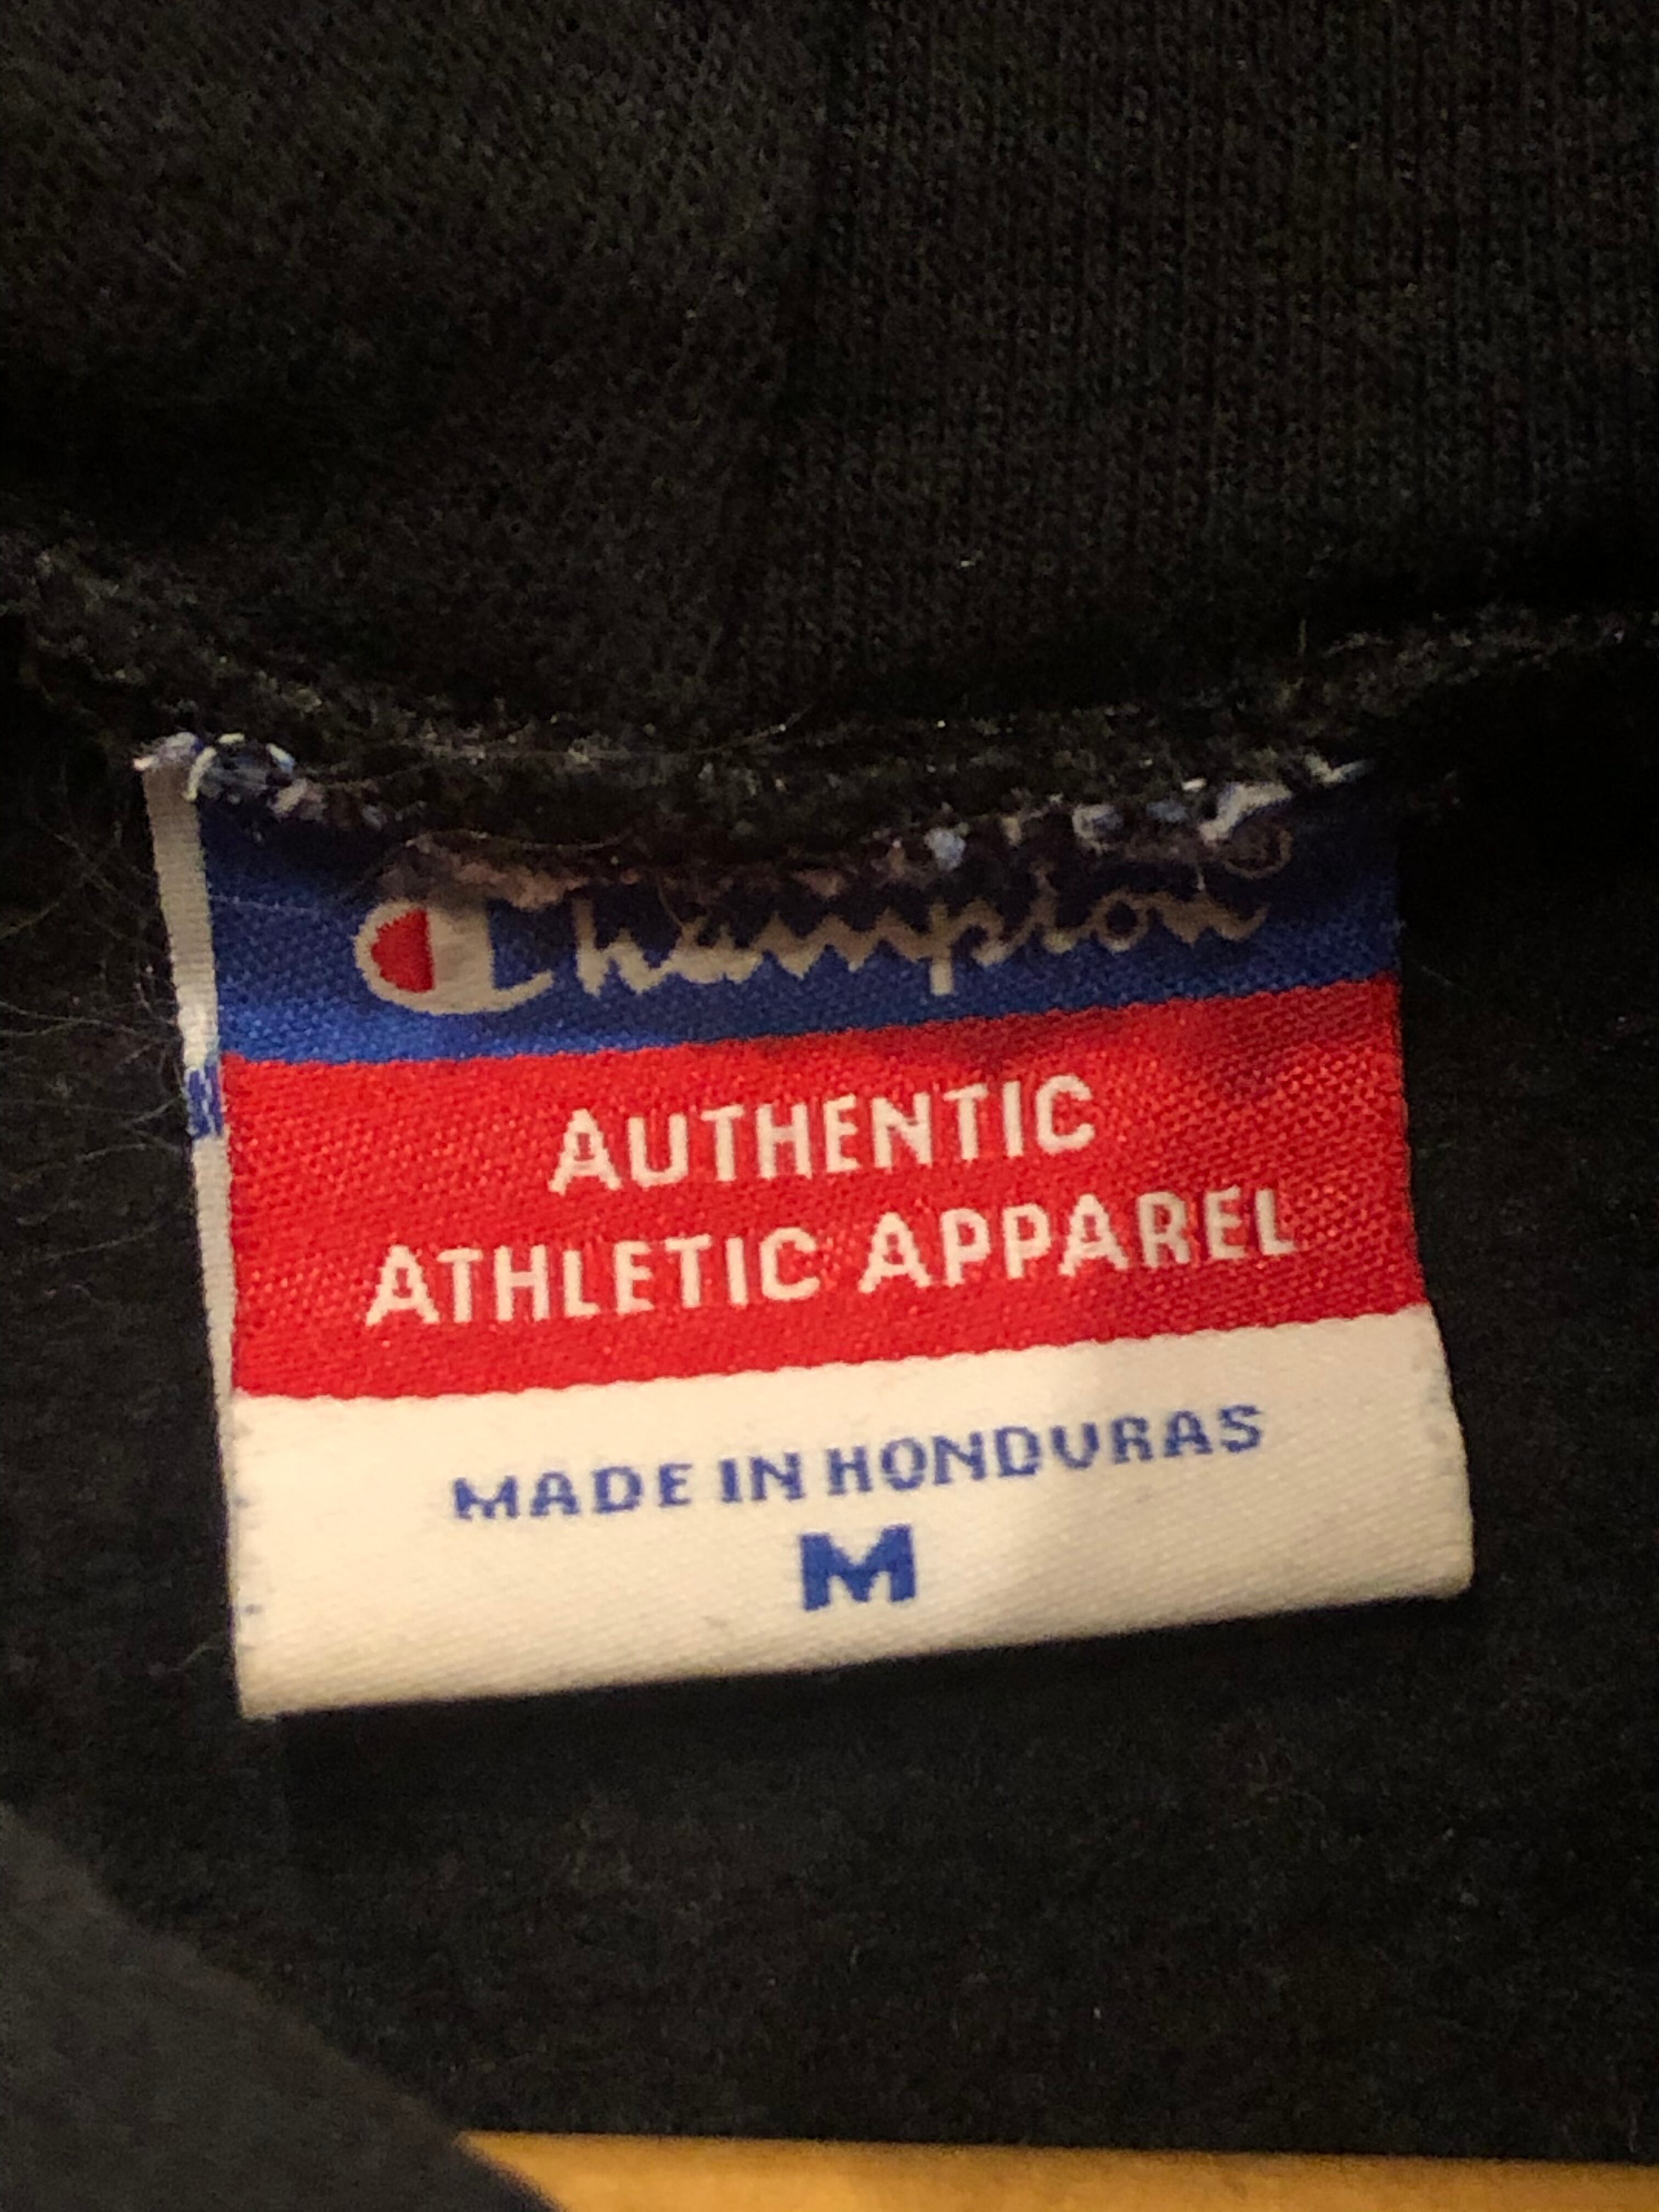 Champion®
AUTHENTIC
ATHLETIC APPAREL
MADE IN HONDURAS
M